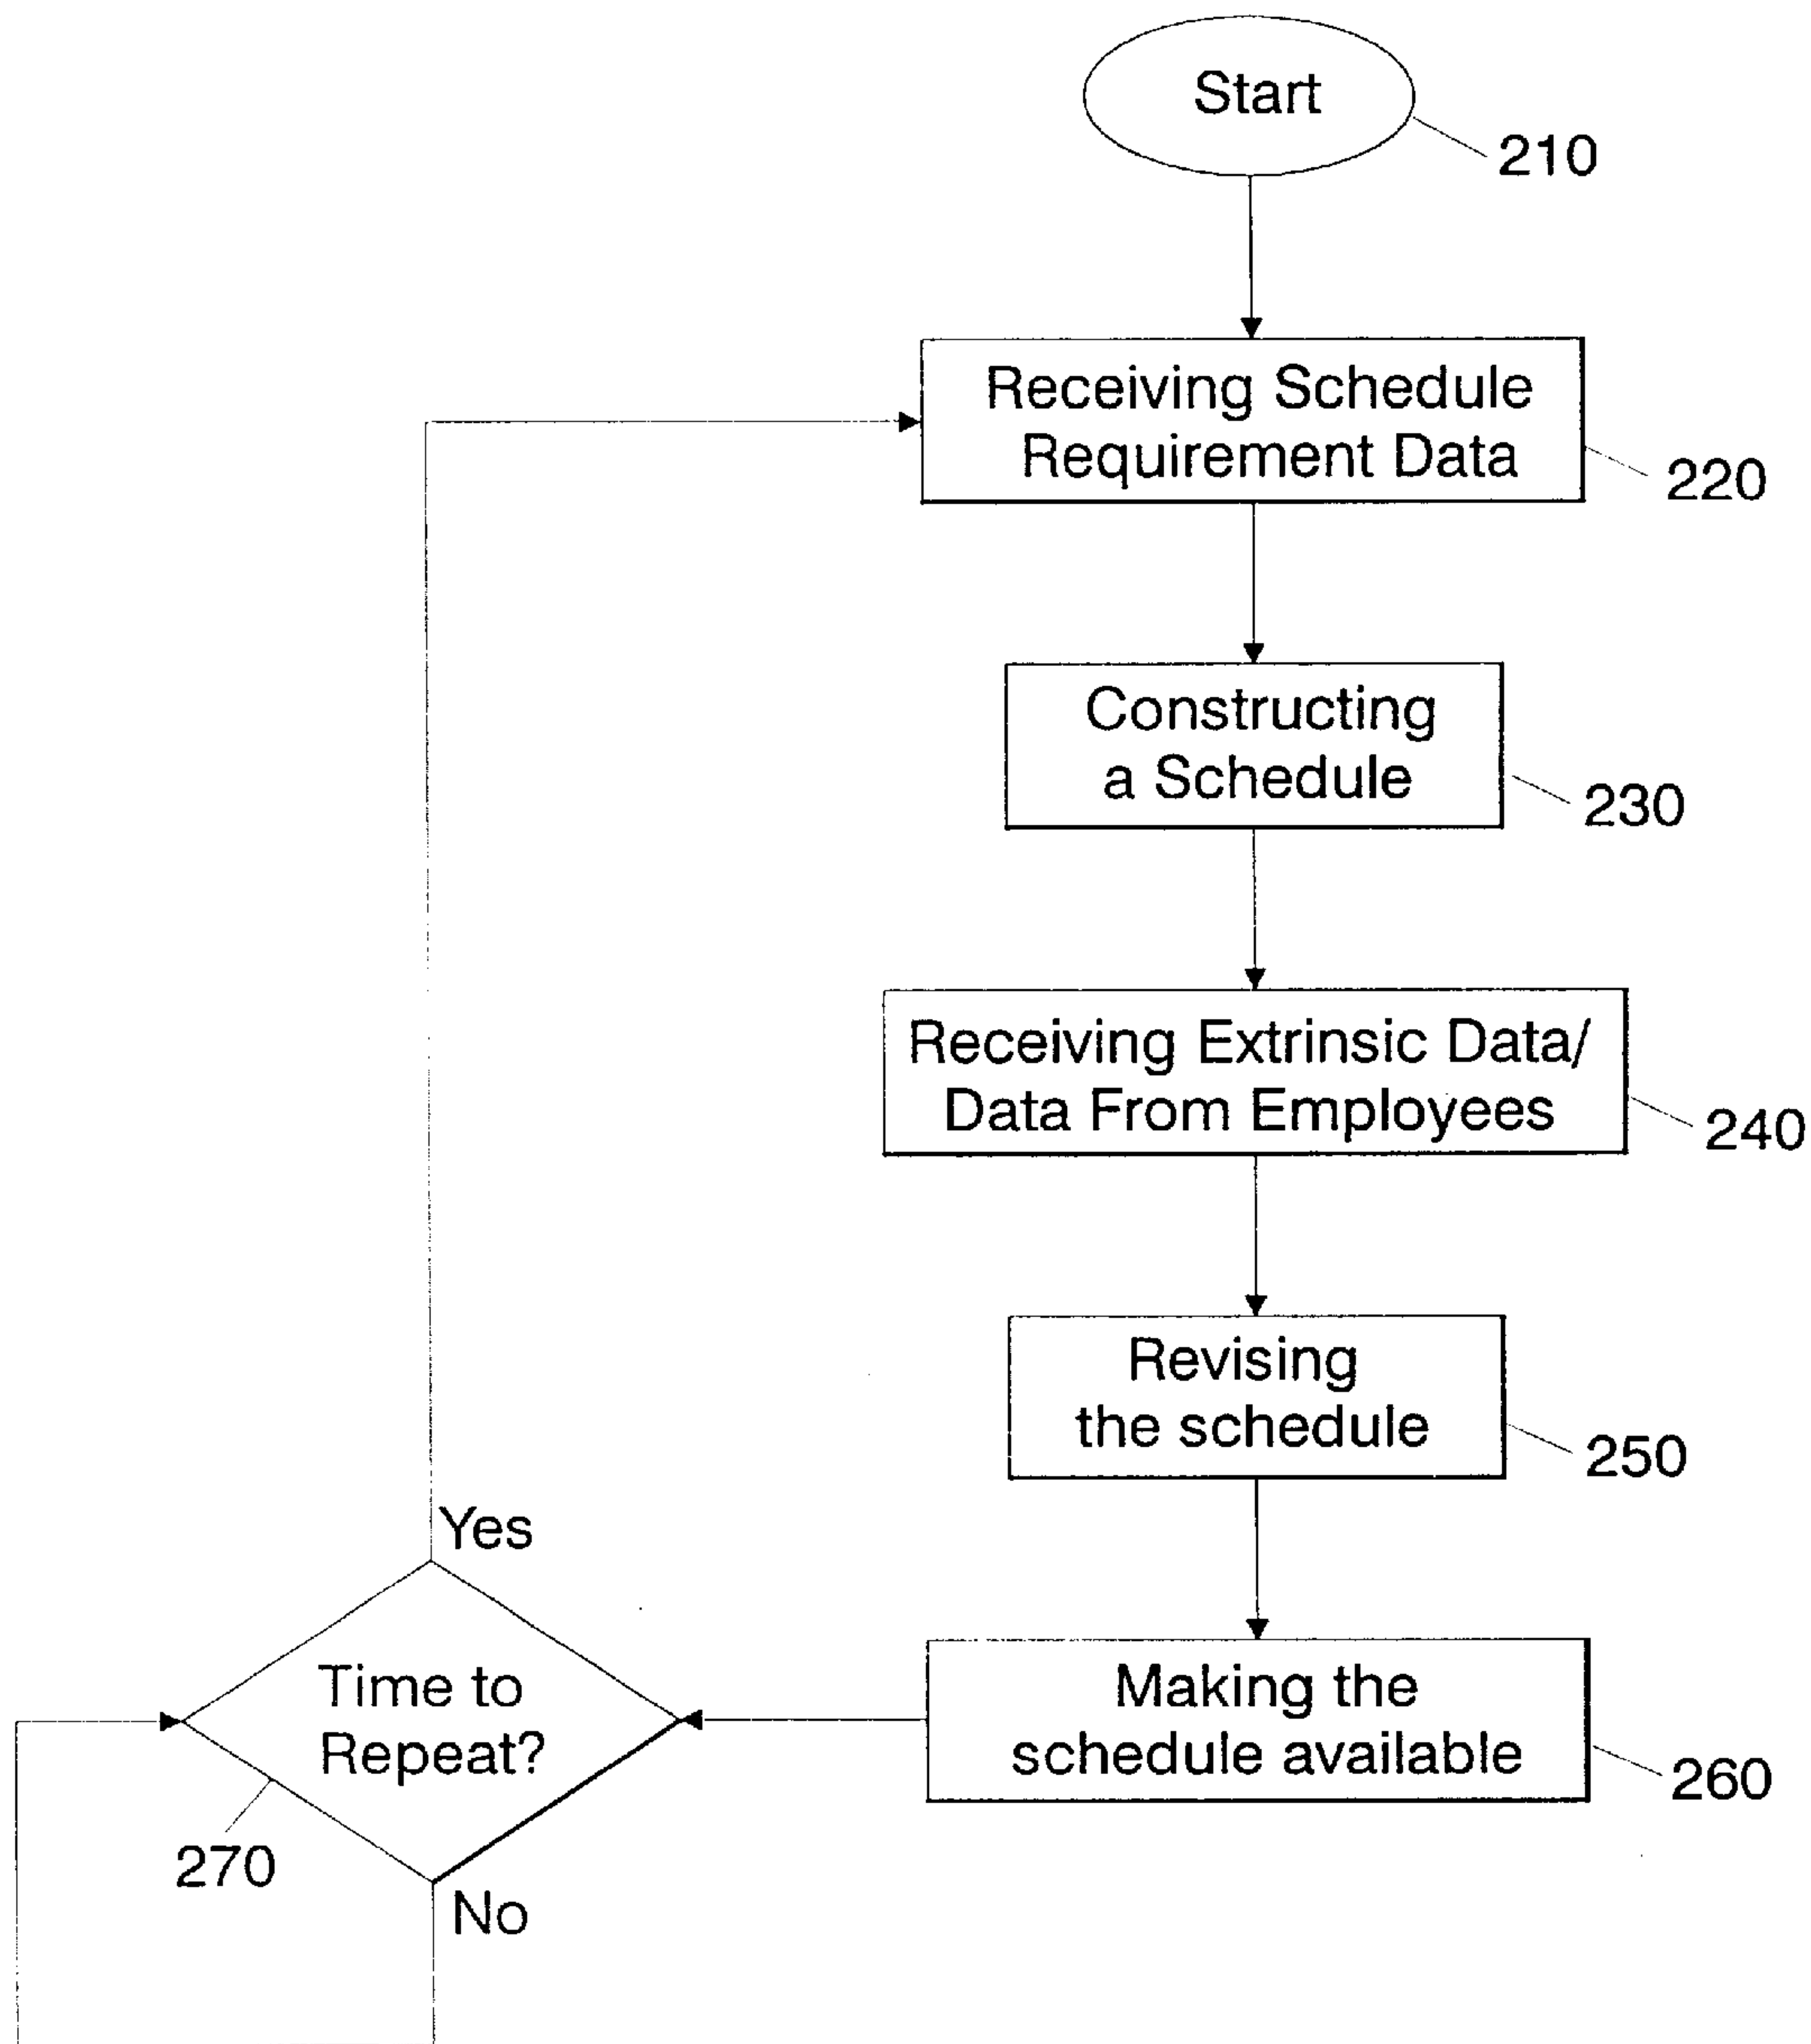 Start
210
Receiving Schedule
Requirement Data
220
Constructing
a Schedule
230
Receiving Extrinsic Data/
Data From Employees
240
Revising
the schedule
250
Yes
Time to
Repeat?
270
No
Making the
schedule available
260